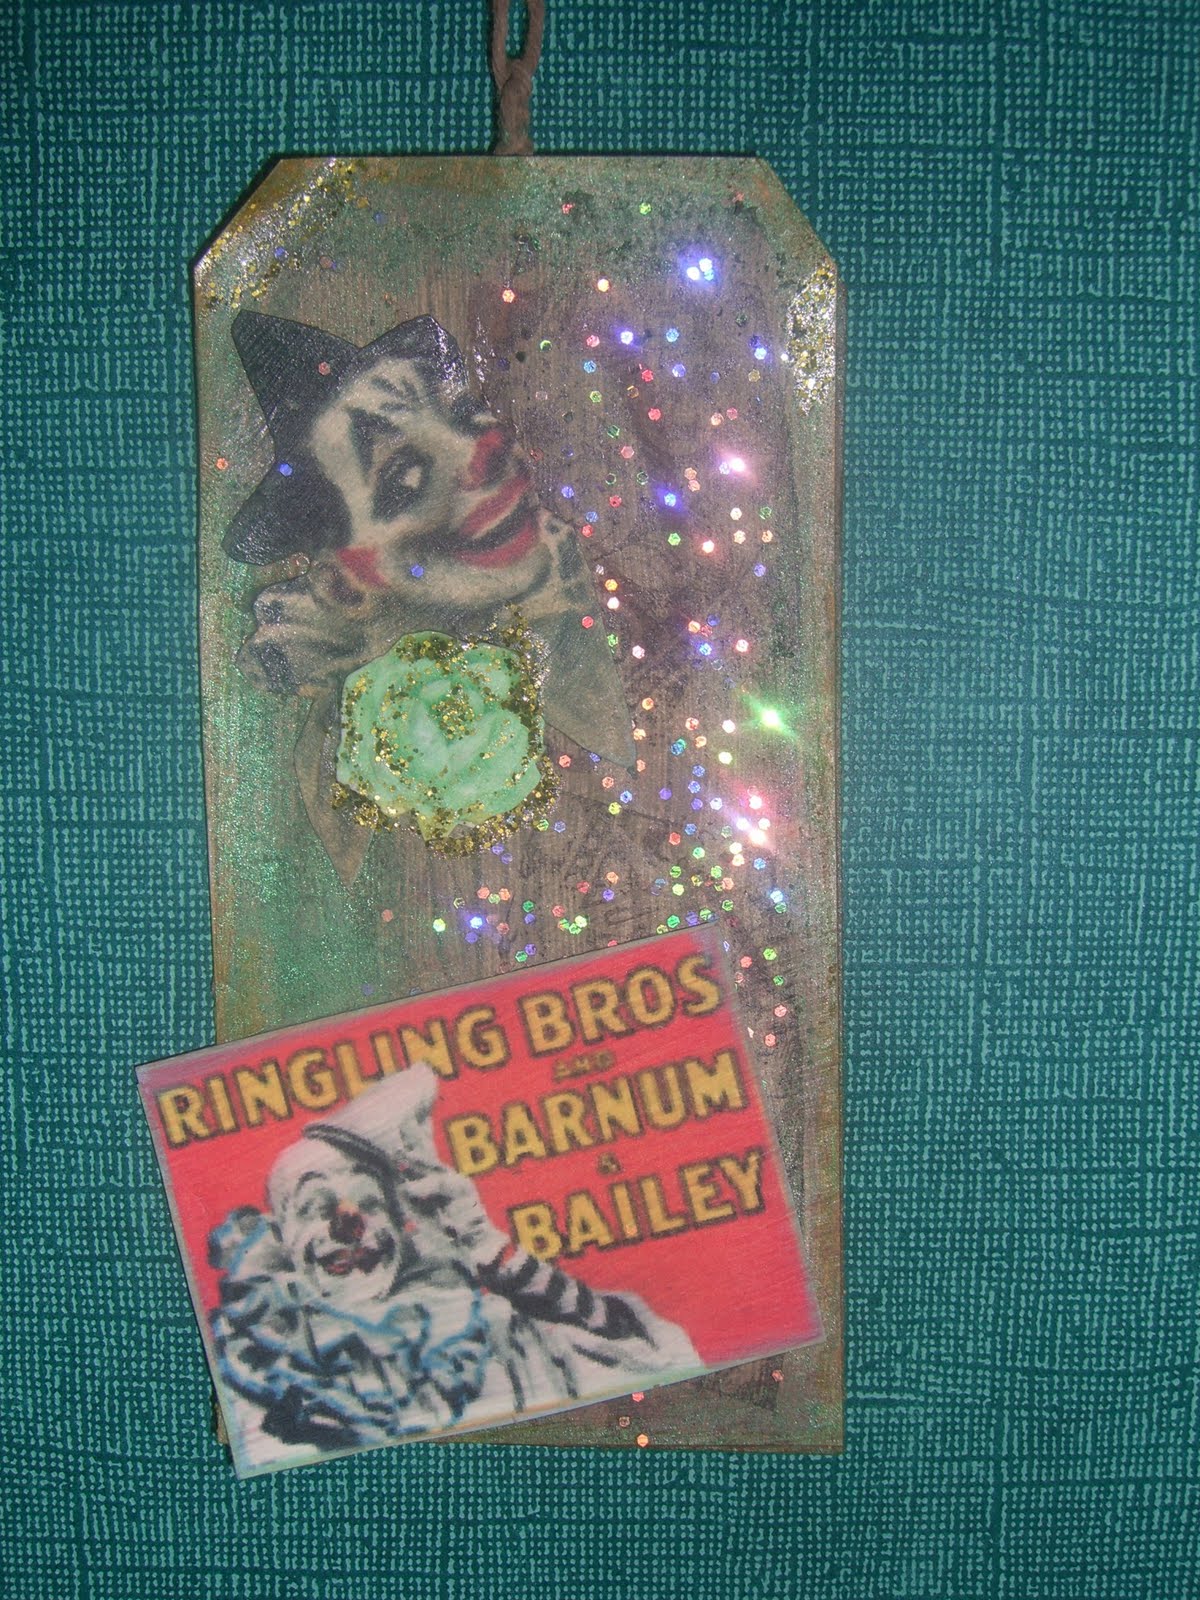 RINGLING BROS
AND
BARNUM
&
BAILEY